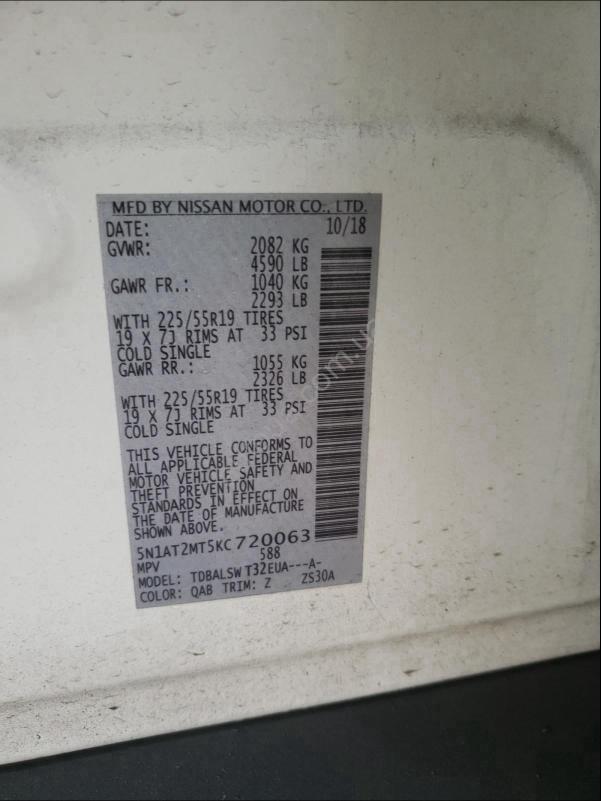 MFD BY NISSAN MOTOR CO., LTD.
DATE: 10/18
GVWR: 2082 KG
4590 LB
GAWR FR.: 1040 KG
2293 LB
WITH 225/55R19 TIRES
19 X 7J RIMS AT 33 PSI
COLD SINGLE
GAWR RR.: 1055 KG
2326 LB
WITH 225/55R19 TIRES
19 X 7J RIMS AT 33 PSI
COLD SINGLE
THIS VEHICLE CONFORMS TO
ALL APPLICABLE FEDERAL
MOTOR VEHICLE SAFETY AND
THEFT PREVENTION
STANDARDS IN EFFECT ON
THE DATE OF MANUFACTURE
SHOWN ABOVE.
5N1AT2MT5KC720063
MPV 588
MODEL: TDBALSW T32EUA---A-
COLOR: QAB TRIM: Z ZS30A